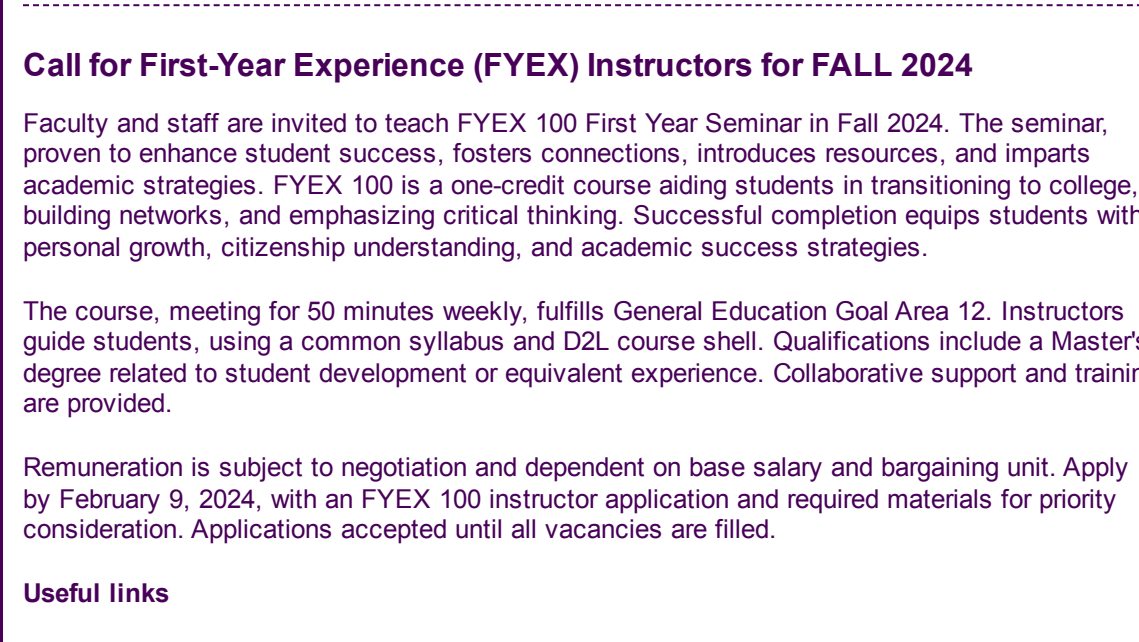 Call for First-Year Experience (FYEX) Instructors for FALL 2024
Faculty and staff are invited to teach FYEX 100 First Year Seminar in Fall 2024. The seminar,
proven to enhance student success, fosters connections, introduces resources, and imparts
academic strategies. FYEX 100 is a one-credit course aiding students in transitioning to college,
building networks, and emphasizing critical thinking. Successful completion equips students with
personal growth, citizenship understanding, and academic success strategies.
The course, meeting for 50 minutes weekly, fulfills General Education Goal Area 12. Instructors
guide students, using a common syllabus and D2L course shell. Qualifications include a Master's
degree related to student development or equivalent experience. Collaborative support and trainin
are provided.
Remuneration is subject to negotiation and dependent on base salary and bargaining unit. Apply
by February 9, 2024, with an FYEX 100 instructor application and required materials for priority
consideration. Applications accepted until all vacancies are filled.
Useful links